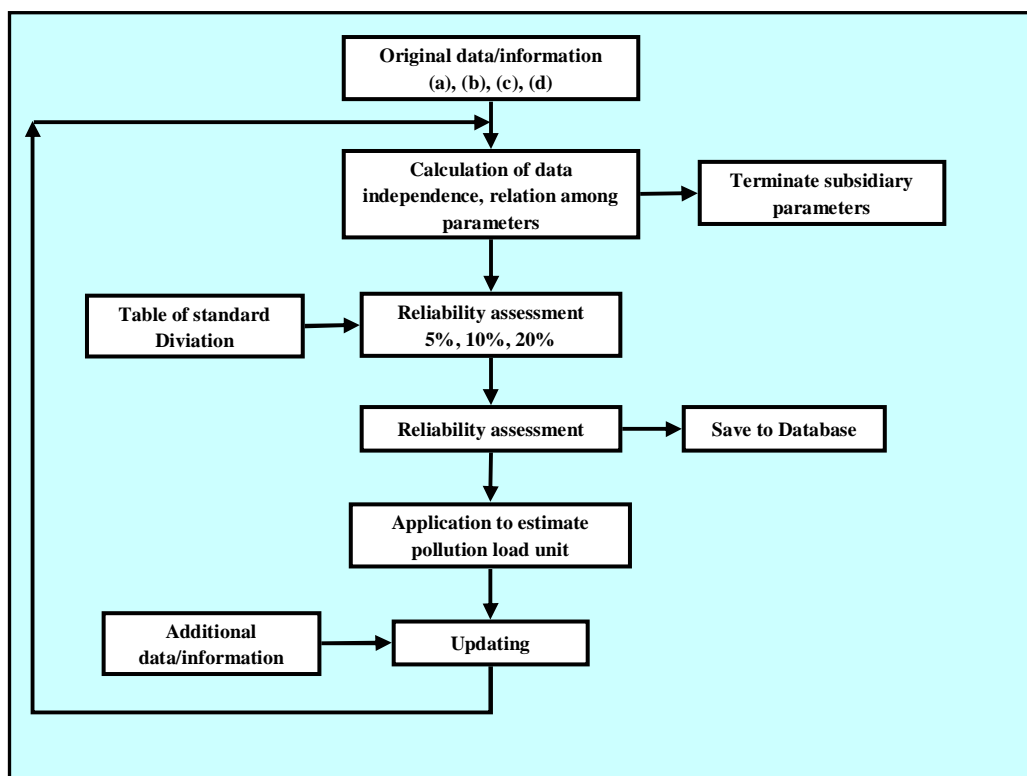 Original data/information
(a), (b), (c), (d)
Calculation of data
independence, relation among
parameters
Terminate subsidiary
parameters
Table of standard
Diviation
Reliability assessment
5%, 10%, 20%
Reliability assessment
Save to Database
Application to estimate
pollution load unit
Additional
data/information
Updating